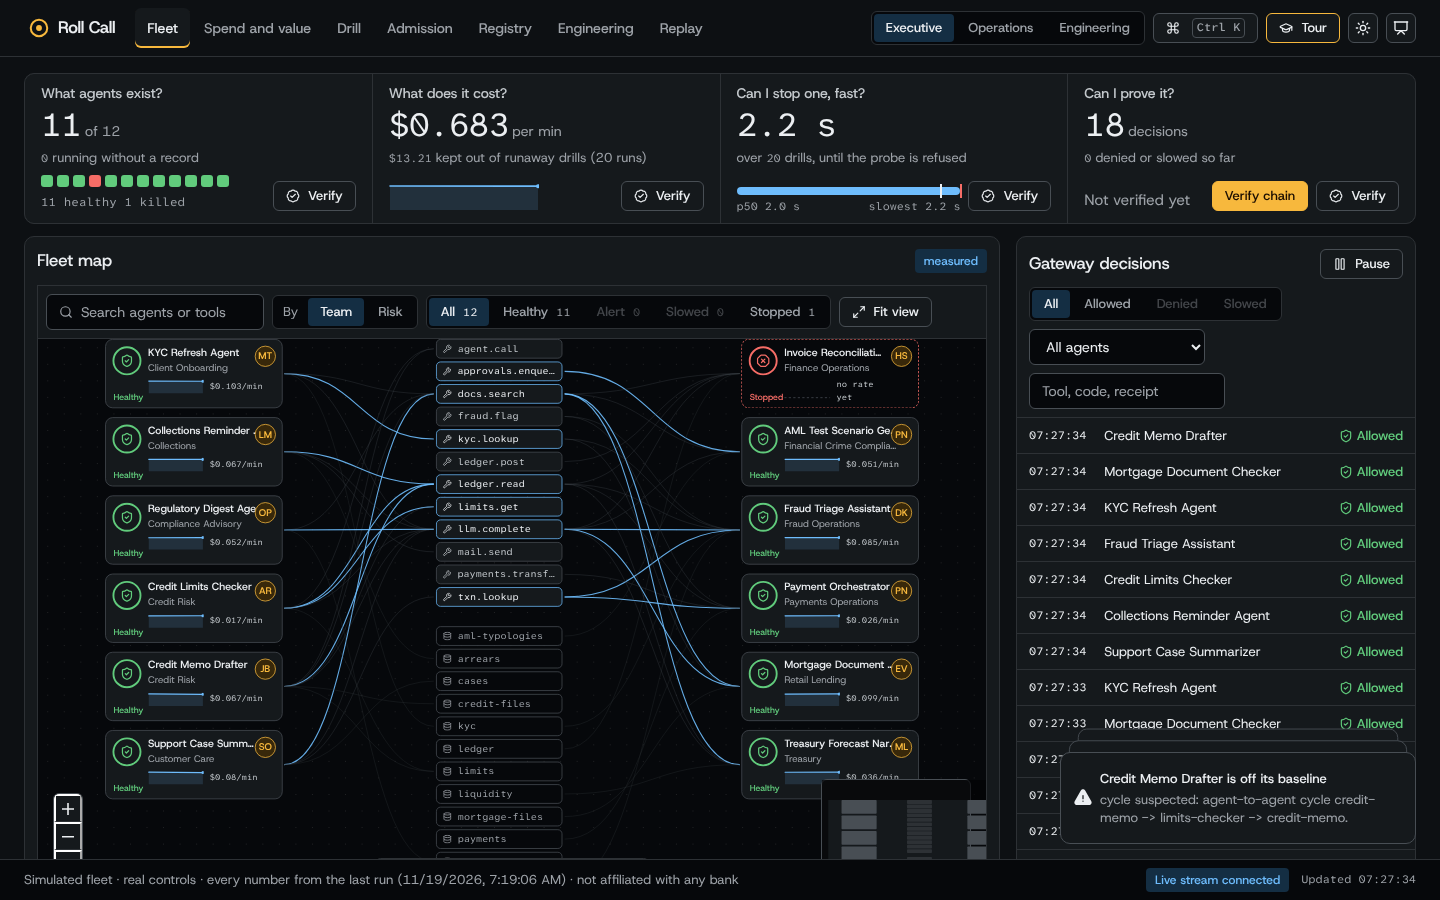 Roll Call
Fleet
Spend and value
Drill
Admission
Registry
Engineering
Replay
Executive
Operations
Engineering
⌘ Ctrl K
Tour
What agents exist?
11 of 12
0 running without a record
11 healthy 1 killed
Verify
What does it cost?
$0.683 per min
$13.21 kept out of runaway drills (20 runs)
Verify
Can I stop one, fast?
2.2 s
over 20 drills, until the probe is refused
p50 2.0 s
slowest 2.2 s
Verify
Can I prove it?
18 decisions
0 denied or slowed so far
Not verified yet
Verify chain
Verify
Fleet map
measured
Search agents or tools
By
Team
Risk
All 12
Healthy 11
Alert 0
Slowed 0
Stopped 1
Fit view
KYC Refresh Agent
MT
Client Onboarding
$0.103/min
Healthy
Collections Reminder
LM
Collections
$0.067/min
Healthy
Regulatory Digest Age
OP
Compliance Advisory
$0.052/min
Healthy
Credit Limits Checker
AR
Credit Risk
$0.017/min
Healthy
Credit Memo Drafter
JB
Credit Risk
$0.067/min
Healthy
Support Case Summ...
SO
Customer Care
$0.08/min
Healthy
agent.call
approvals.enque...
docs.search
fraud.flag
kyc.lookup
ledger.post
ledger.read
limits.get
llm.complete
mail.send
payments.transf...
txn.lookup
aml-typologies
arrears
cases
credit-files
kyc
ledger
limits
liquidity
mortgage-files
payments
Invoice Reconciliati...
HS
Finance Operations
no rate
yet
Stopped
AML Test Scenario Ge
PN
Financial Crime Complia...
$0.051/min
Healthy
Fraud Triage Assistant
DK
Fraud Operations
$0.085/min
Healthy
Payment Orchestrator
PN
Payments Operations
$0.026/min
Healthy
Mortgage Document ..
EV
Retail Lending
$0.099/min
Healthy
Treasury Forecast Nar
ML
Treasury
$0.036/min
Healthy
Gateway decisions
Pause
All
Allowed
Denied
Slowed
All agents
Tool, code, receipt
07:27:34 Credit Memo Drafter Allowed
07:27:34 Mortgage Document Checker Allowed
07:27:34 KYC Refresh Agent Allowed
07:27:34 Fraud Triage Assistant Allowed
07:27:34 Credit Limits Checker Allowed
07:27:34 Collections Reminder Agent Allowed
07:27:34 Support Case Summarizer Allowed
07:27:33 KYC Refresh Agent Allowed
07:27:33 Mortgage Document Checker Allowed
Credit Memo Drafter is off its baseline
cycle suspected: agent-to-agent cycle credit-
memo -> limits-checker -> credit-memo.
Simulated fleet · real controls · every number from the last run (11/19/2026, 7:19:06 AM) · not affiliated with any bank
Live stream connected
Updated 07:27:34